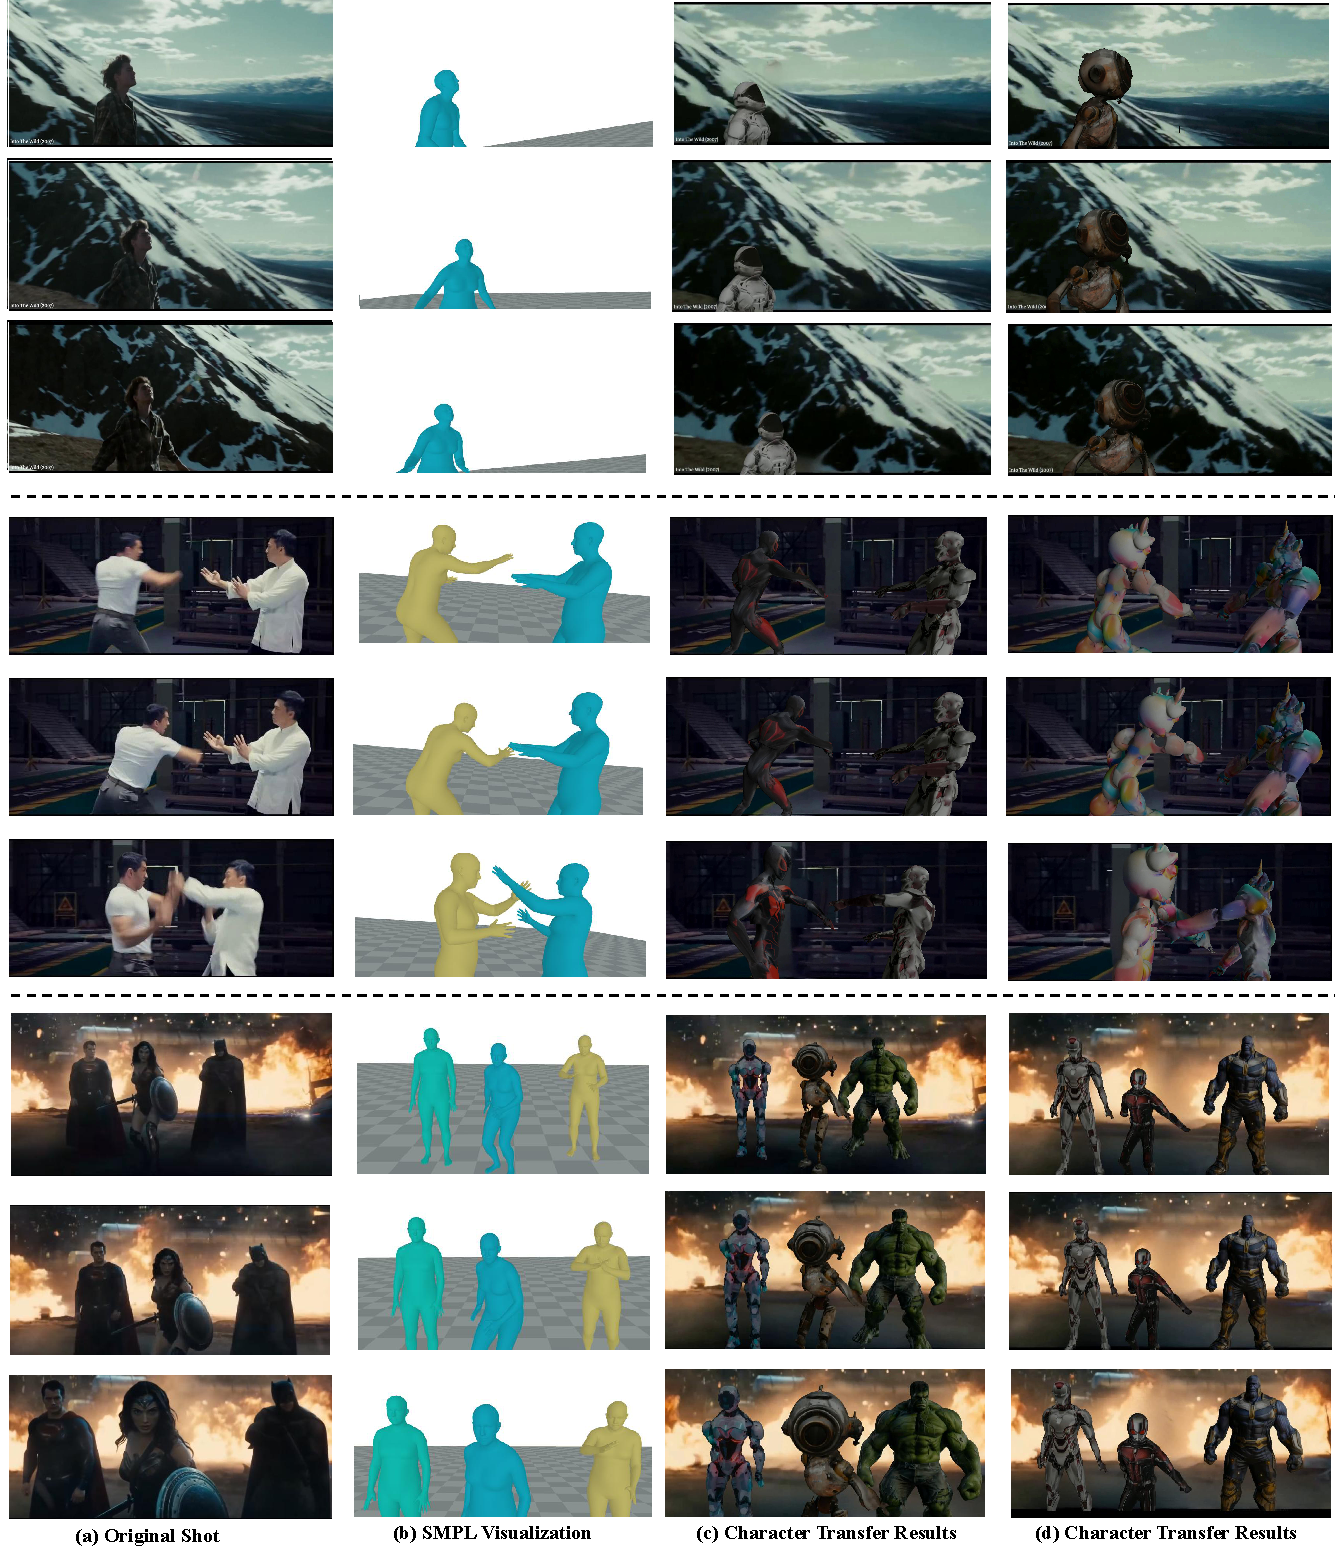 Into The Wild (2007)
Into The Wild (2007)
Into The Wild (2007)
Into The Wild (2007)
Into The Wild (20
Into The Wild (2007)
Into The Wild (2007)
Into The Wild (2007)
Into The Wild (2007)
(a) Original Shot
(b) SMPL Visualization
(c) Character Transfer Results
(d) Character Transfer Results